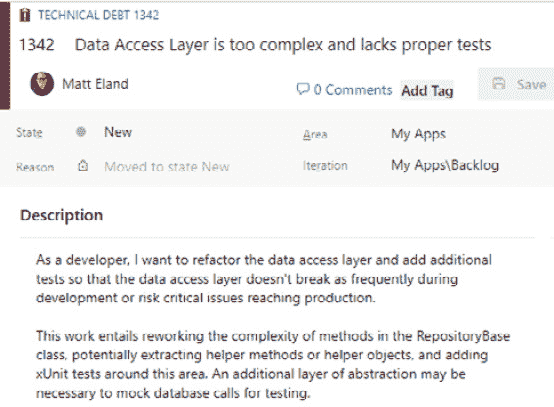 TECHNICAL DEBT 1342
1342 Data Access Layer is too complex and lacks proper tests
Matt Eland 0 Comments Add Tag Save
State New Area My Apps
Reason Moved to state New Iteration My Apps\Backlog
Description
As a developer, I want to refactor the data access layer and add additional
tests so that the data access layer doesn't break as frequently during
development or risk critical issues reaching production.
This work entails reworking the complexity of methods in the RepositoryBase
class, potentially extracting helper methods or helper objects, and adding
xUnit tests around this area. An additional layer of abstraction may be
necessary to mock database calls for testing.